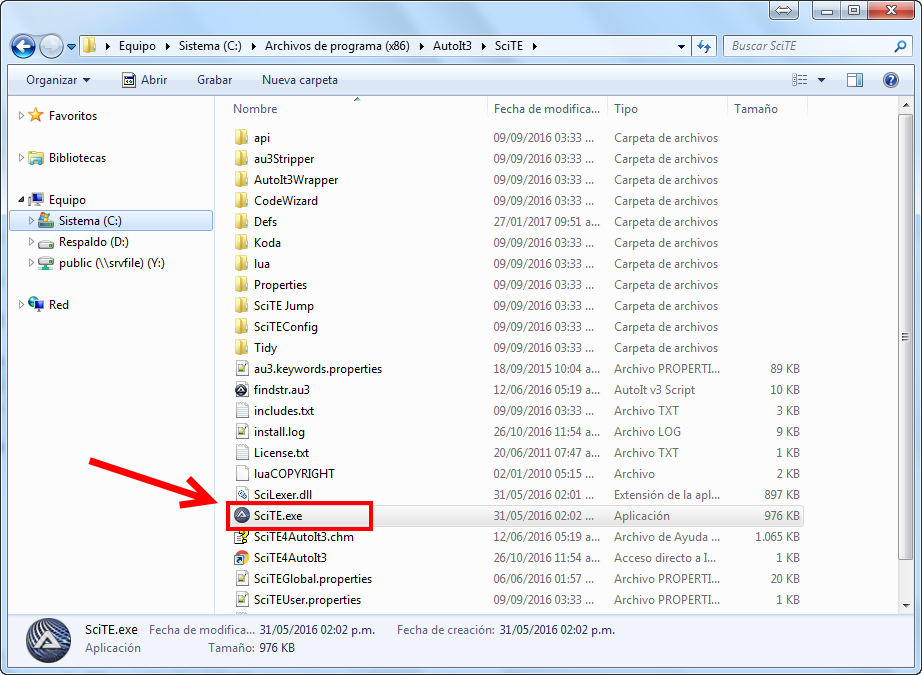 Equipo Sistema (C:) Archivos de programa (x86) AutoIt3 SciTE Buscar SciTE
Organizar Abrir Grabar Nueva carpeta
Favoritos
Bibliotecas
Equipo
Sistema (C:)
Respaldo (D:)
public (\\srvfile) (Y:)
Red
Nombre Fecha de modifica... Tipo Tamaño
api 09/09/2016 03:33 ... Carpeta de archivos
au3Stripper 09/09/2016 03:33 ... Carpeta de archivos
AutoIt3Wrapper 09/09/2016 03:33 ... Carpeta de archivos
CodeWizard 09/09/2016 03:33 ... Carpeta de archivos
Defs 27/01/2017 09:51 a... Carpeta de archivos
Koda 09/09/2016 03:33 ... Carpeta de archivos
lua 09/09/2016 03:33 ... Carpeta de archivos
Properties 09/09/2016 03:33 ... Carpeta de archivos
SciTE Jump 09/09/2016 03:33 ... Carpeta de archivos
SciTEConfig 09/09/2016 03:33 ... Carpeta de archivos
Tidy 09/09/2016 03:33 ... Carpeta de archivos
au3.keywords.properties 18/09/2015 10:04 a... Archivo PROPERTI... 89 KB
findstr.au3 12/06/2016 05:19 a... AutoIt v3 Script 10 KB
includes.txt 09/09/2016 03:33 ... Archivo TXT 3 KB
install.log 26/10/2016 11:54 a... Archivo LOG 9 KB
License.txt 20/06/2011 07:47 a... Archivo TXT 1 KB
luaCOPYRIGHT 02/01/2010 05:15 ... Archivo 2 KB
SciLexer.dll 31/05/2016 02:01 ... Extensión de la apl... 897 KB
SciTE.exe 31/05/2016 02:02 ... Aplicación 976 KB
SciTE4AutoIt3.chm 12/06/2016 05:19 a... Archivo de Ayuda ... 1.065 KB
SciTE4AutoIt3 26/10/2016 11:54 a... Acceso directo a I... 1 KB
SciTEGlobal.properties 06/06/2016 01:57 ... Archivo PROPERTI... 20 KB
SciTEUser.properties 09/09/2016 03:33 ... Archivo PROPERTI... 1 KB
SciTE.exe Fecha de modifica... 31/05/2016 02:02 p.m. Fecha de creación: 31/05/2016 02:02 p.m.
Aplicación Tamaño: 976 KB